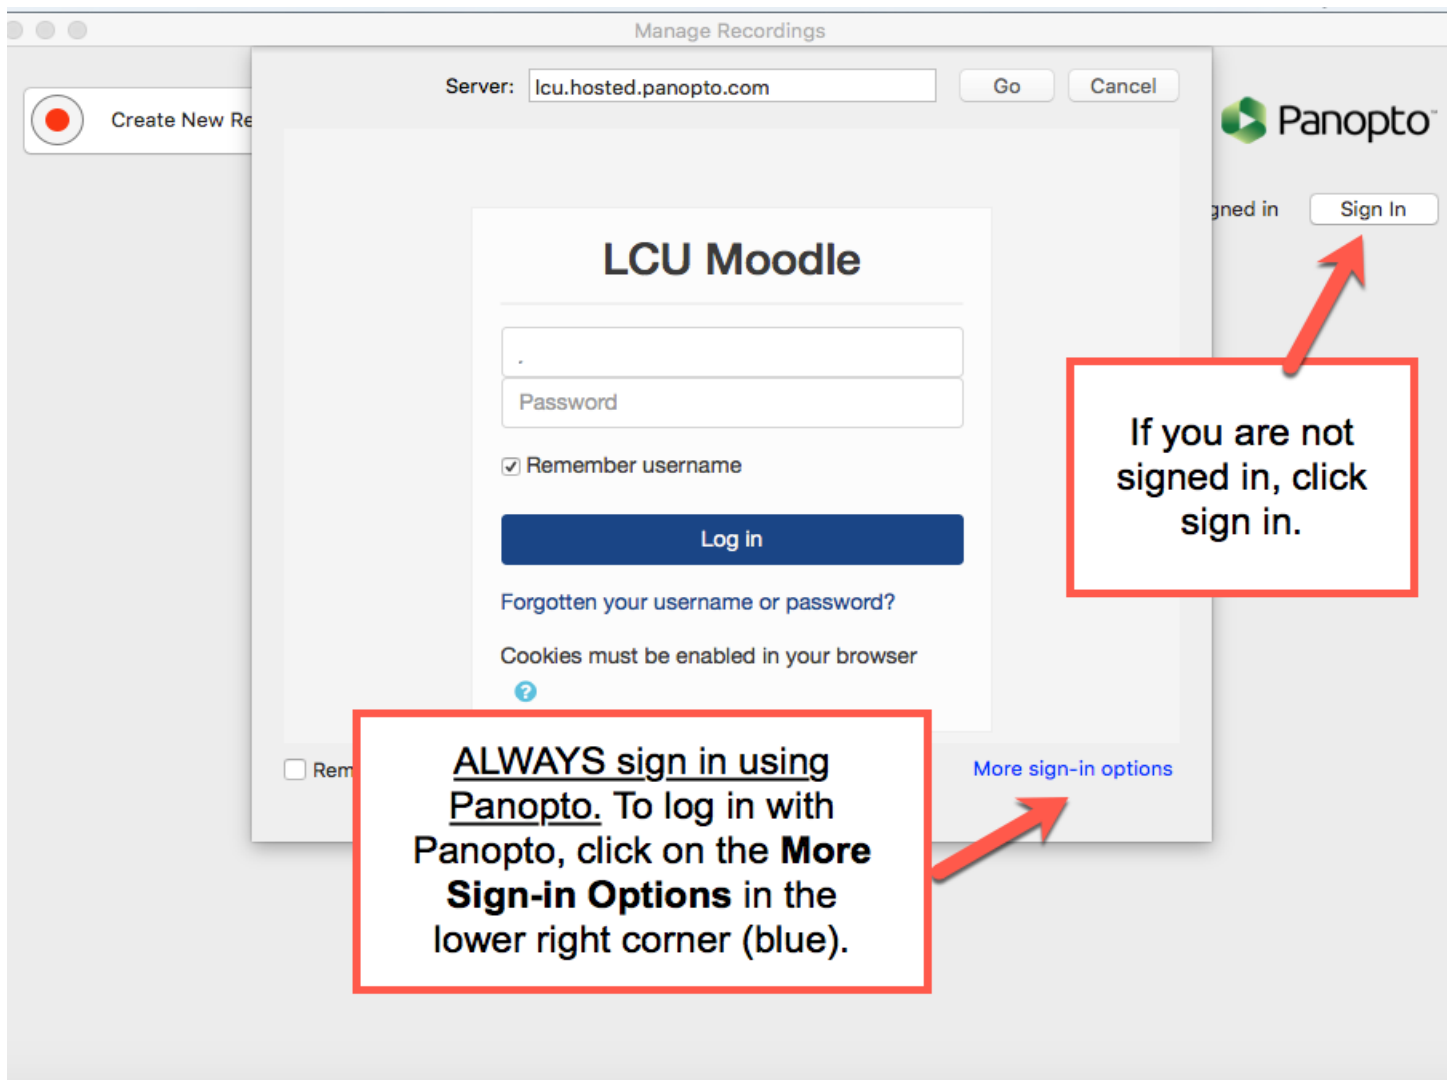 Manage Recordings
Server: lcu.hosted.panopto.com Go Cancel
Create New Re
Panopto
gned in Sign In
LCU Moodle
Password
Remember username
Log in
Forgotten your username or password?
Cookies must be enabled in your browser
?
If you are not
signed in, click
sign in.
Rem
More sign-in options
ALWAYS sign in using
Panopto. To log in with
Panopto, click on the More
Sign-in Options in the
lower right corner (blue).